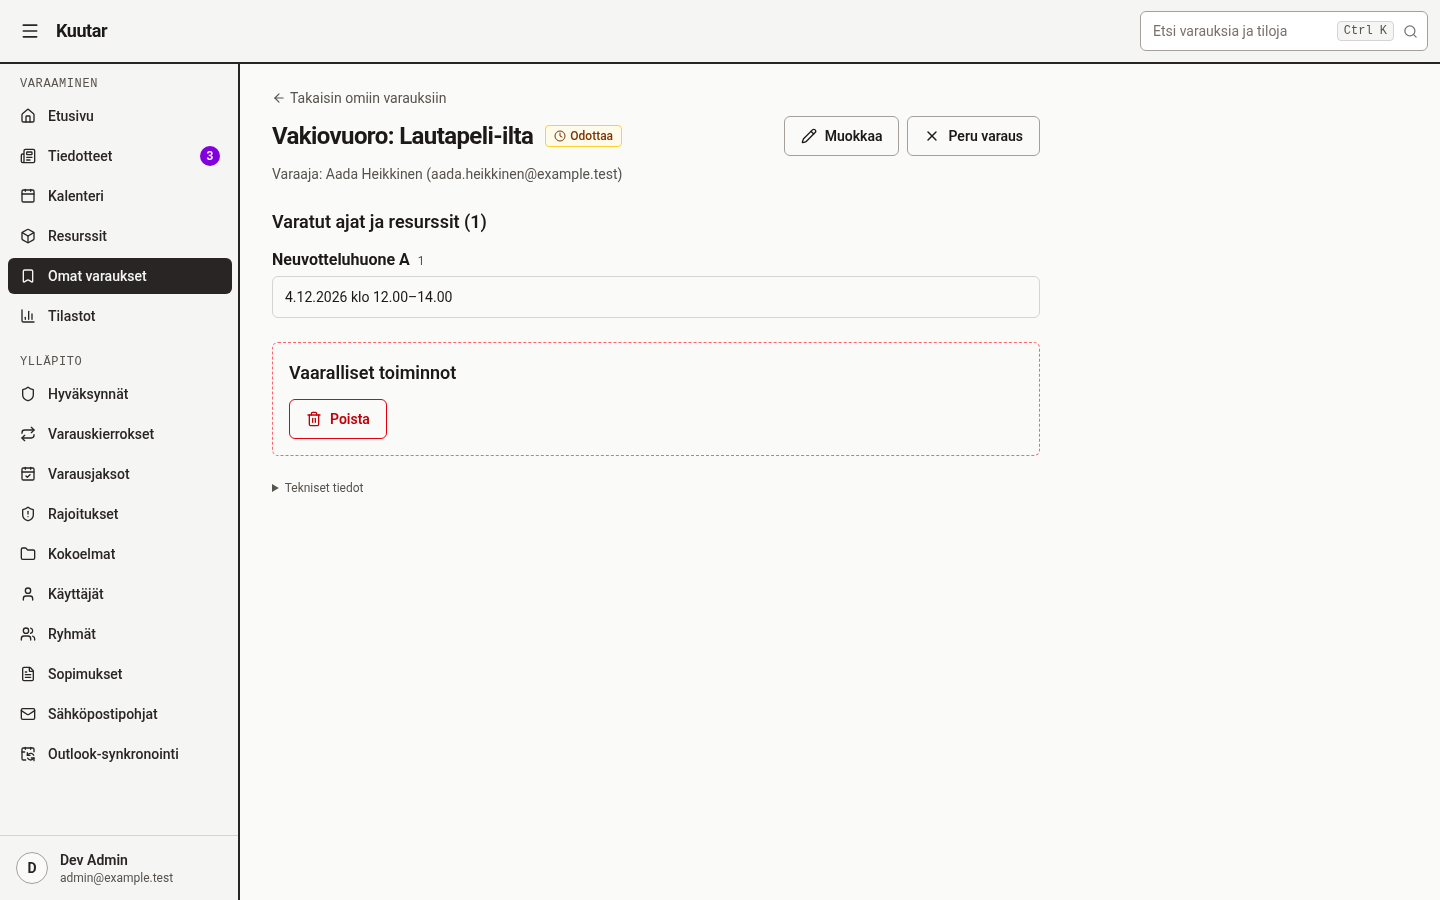 Kuutar
Etsi varauksia ja tiloja
Ctrl K
VARAAMINEN
Etusivu
Tiedotteet
3
Kalenteri
Resurssit
Omat varaukset
Tilastot
YLLÄPITO
Hyväksynnät
Varauskierrokset
Varausjaksot
Rajoitukset
Kokoelmat
Käyttäjät
Ryhmät
Sopimukset
Sähköpostipohjat
Outlook-synkronointi
D
Dev Admin
admin@example.test
Takaisin omiin varauksiin
Vakiovuoro: Lautapeli-ilta
Odottaa
Muokkaa
Peru varaus
Varaaja: Aada Heikkinen (aada.heikkinen@example.test)
Varatut ajat ja resurssit (1)
Neuvotteluhuone A 1
4.12.2026 klo 12.00–14.00
Vaaralliset toiminnot
Poista
Tekniset tiedot